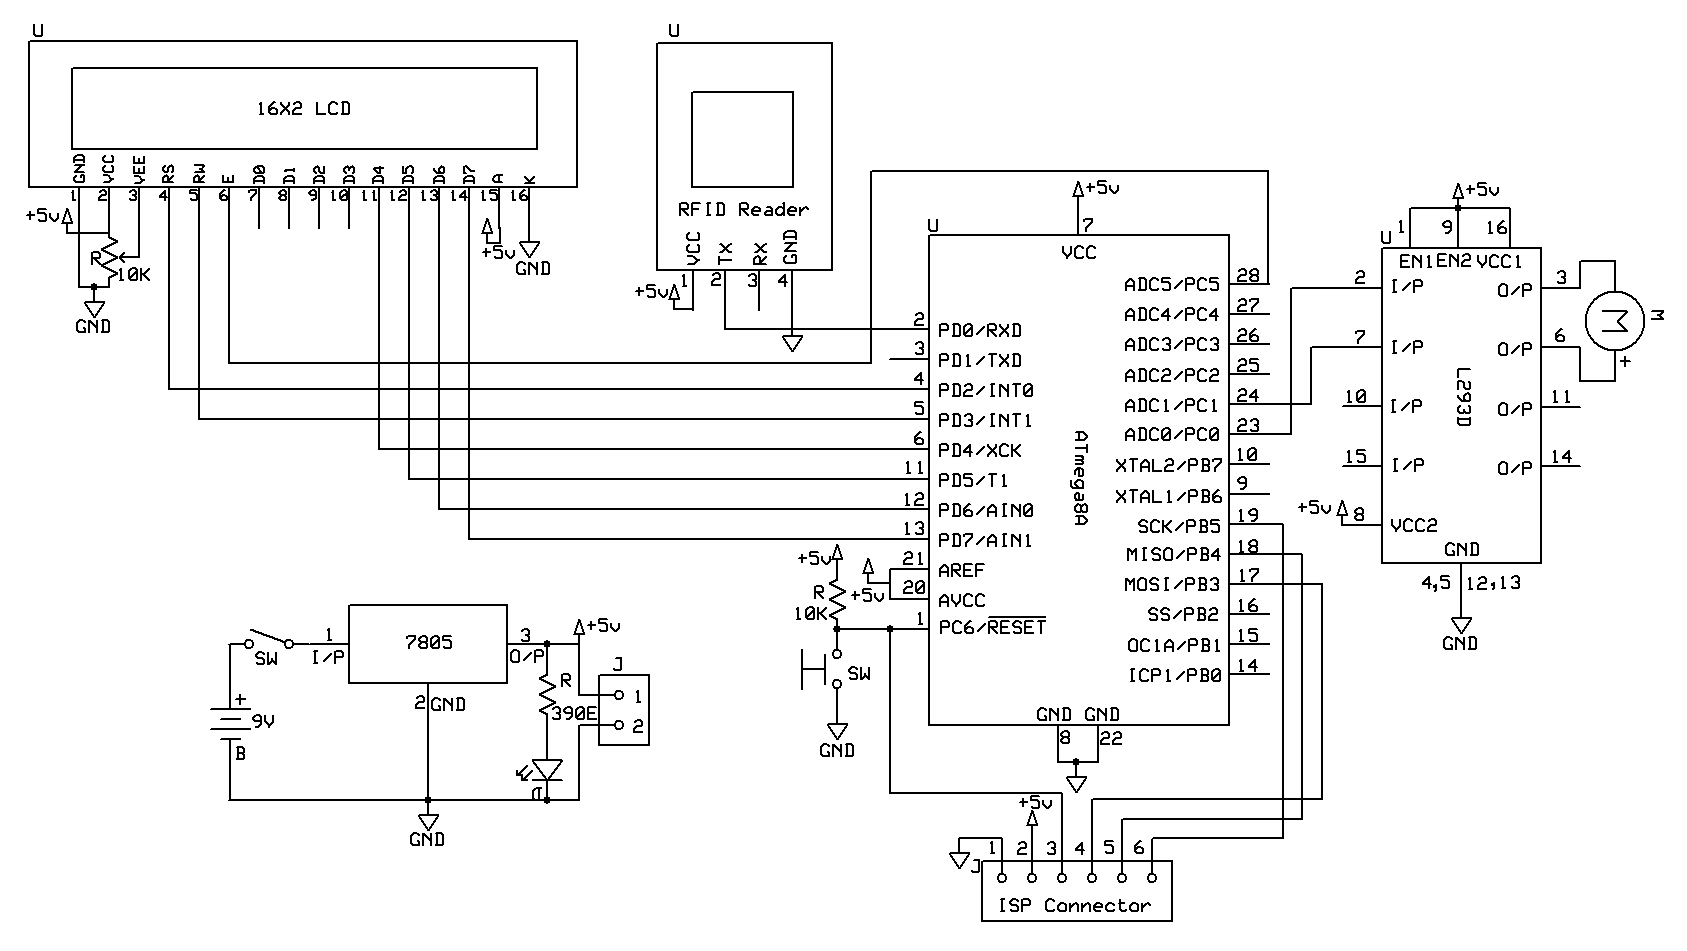 U
16X2 LCD
GND VCC VEE RS RW E D0 D1 D2 D3 D4 D5 D6 D7 A K
1 2 3 4 5 6 7 8 9 10 11 12 13 14 15 16
+5v
R
10K
GND
+5v
GND
U
RFID Reader
VCC TX RX GND
1 2 3 4
+5v
U
+5v
7
VCC
2 PD0/RXD
3 PD1/TXD
4 PD2/INT0
5 PD3/INT1
6 PD4/XCK
11 PD5/T1
12 PD6/AIN0
13 PD7/AIN1
21 AREF
20 AVCC
1 PC6/RESET
ATmega8A
ADC5/PC5 28
ADC4/PC4 27
ADC3/PC3 26
ADC2/PC2 25
ADC1/PC1 24
ADC0/PC0 23
XTAL2/PB7 10
XTAL1/PB6 9
SCK/PB5 19
MISO/PB4 18
MOSI/PB3 17
SS/PB2 16
OC1A/PB1 15
ICP1/PB0 14
GND GND
8 22
+5v
+5v
R
10K
SW
GND
U
+5v
1 9 16
EN1 EN2 VCC1
2 I/P O/P 3
7 I/P O/P 6
10 I/P O/P 11
15 I/P O/P 14
L293D
+5v 8 VCC2
GND
4,5 12,13
GND
M
M
+
SW
1
I/P
7805
3
O/P
2 GND
+5v
+
9V
B
R
390E
D
J
1
2
GND
+5v
1 2 3 4 5 6
J
ISP Connector